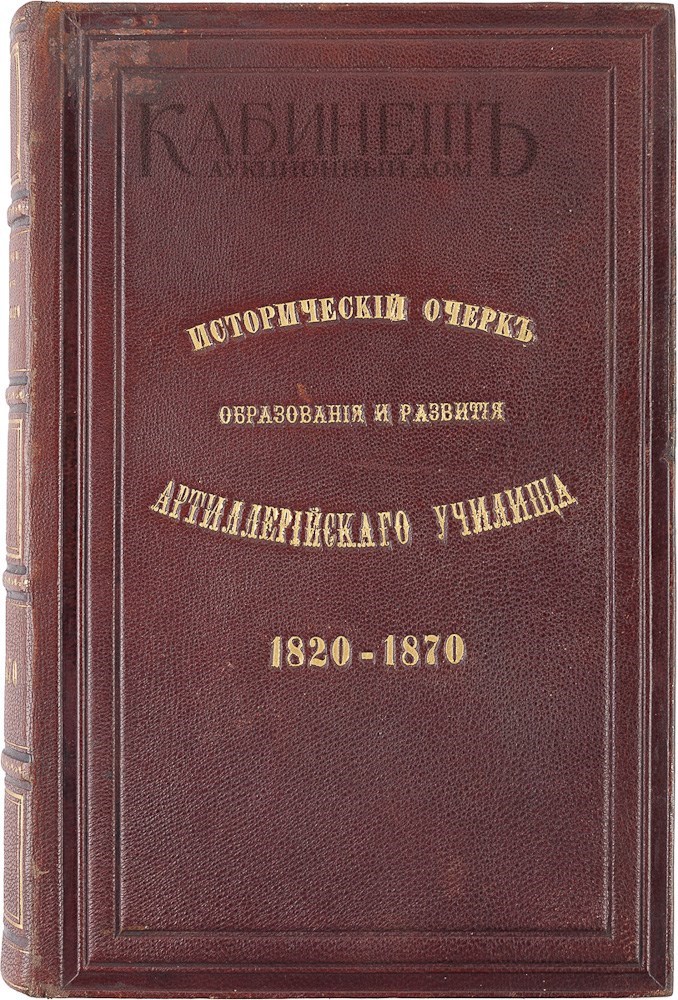 КАБИНЕТЪ
АУКЦИОННЫЙ ДОМ
ИСТОРИЧЕСКІЙ ОЧЕРКЪ
ОБРАЗОВАНІЯ И РАЗВИТІЯ
АРТИЛЛЕРІЙСКАГО УЧИЛИЩА
1820-1870